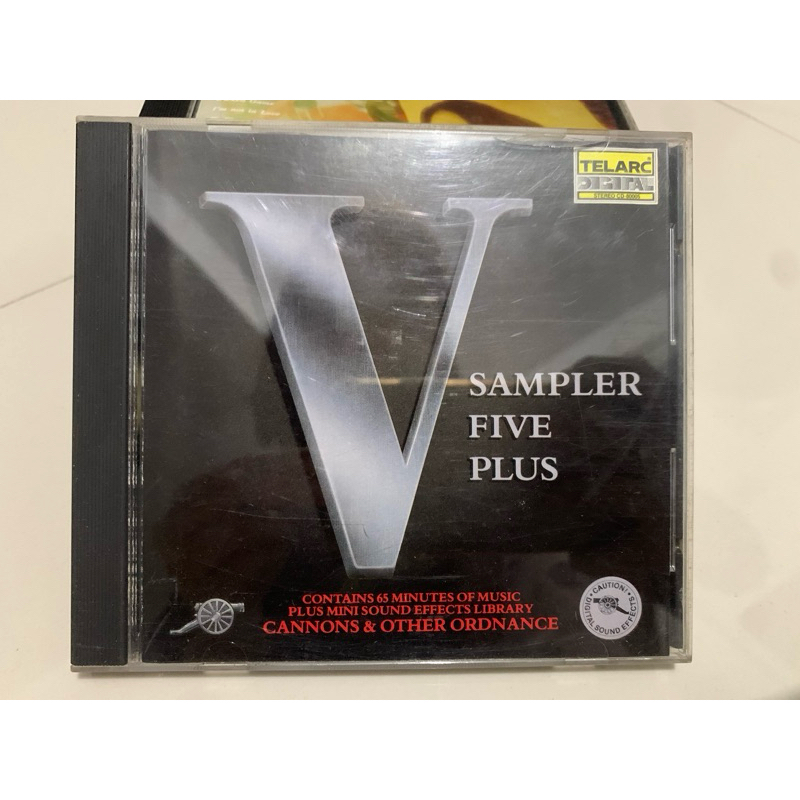 TELARC®
DIGITAL
V
SAMPLER
FIVE
PLUS
CONTAINS 65 MINUTES OF MUSIC
PLUS MINI SOUND EFFECTS LIBRARY
CANNONS & OTHER ORDNANCE
CAUTION!
DIGITAL SOUND EFFECTS